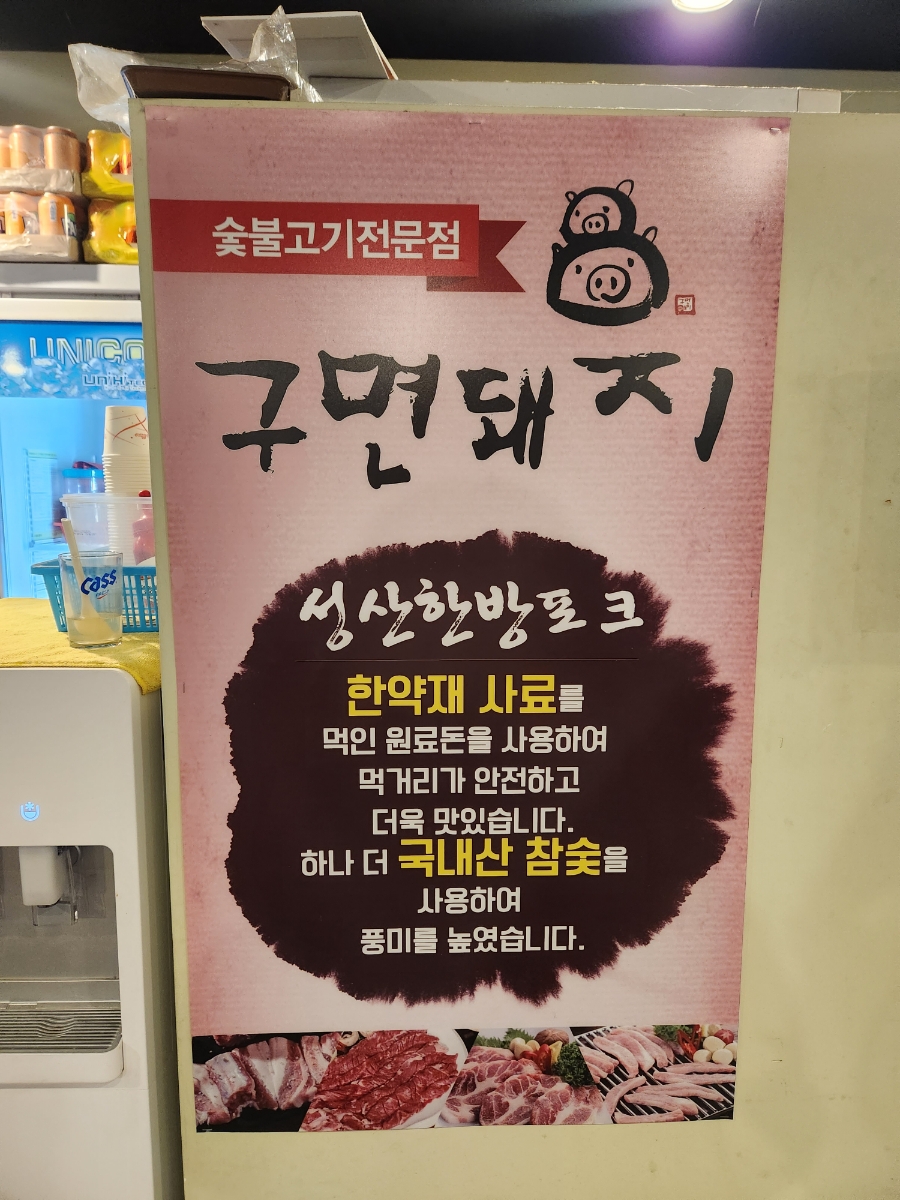 숯불고기전문점
구면돼지
성산한방포크
한약재 사료를
먹인 원료돈을 사용하여
먹거리가 안전하고
더욱 맛있습니다.
하나 더 국내산 참숯을
사용하여
풍미를 높였습니다.
cass